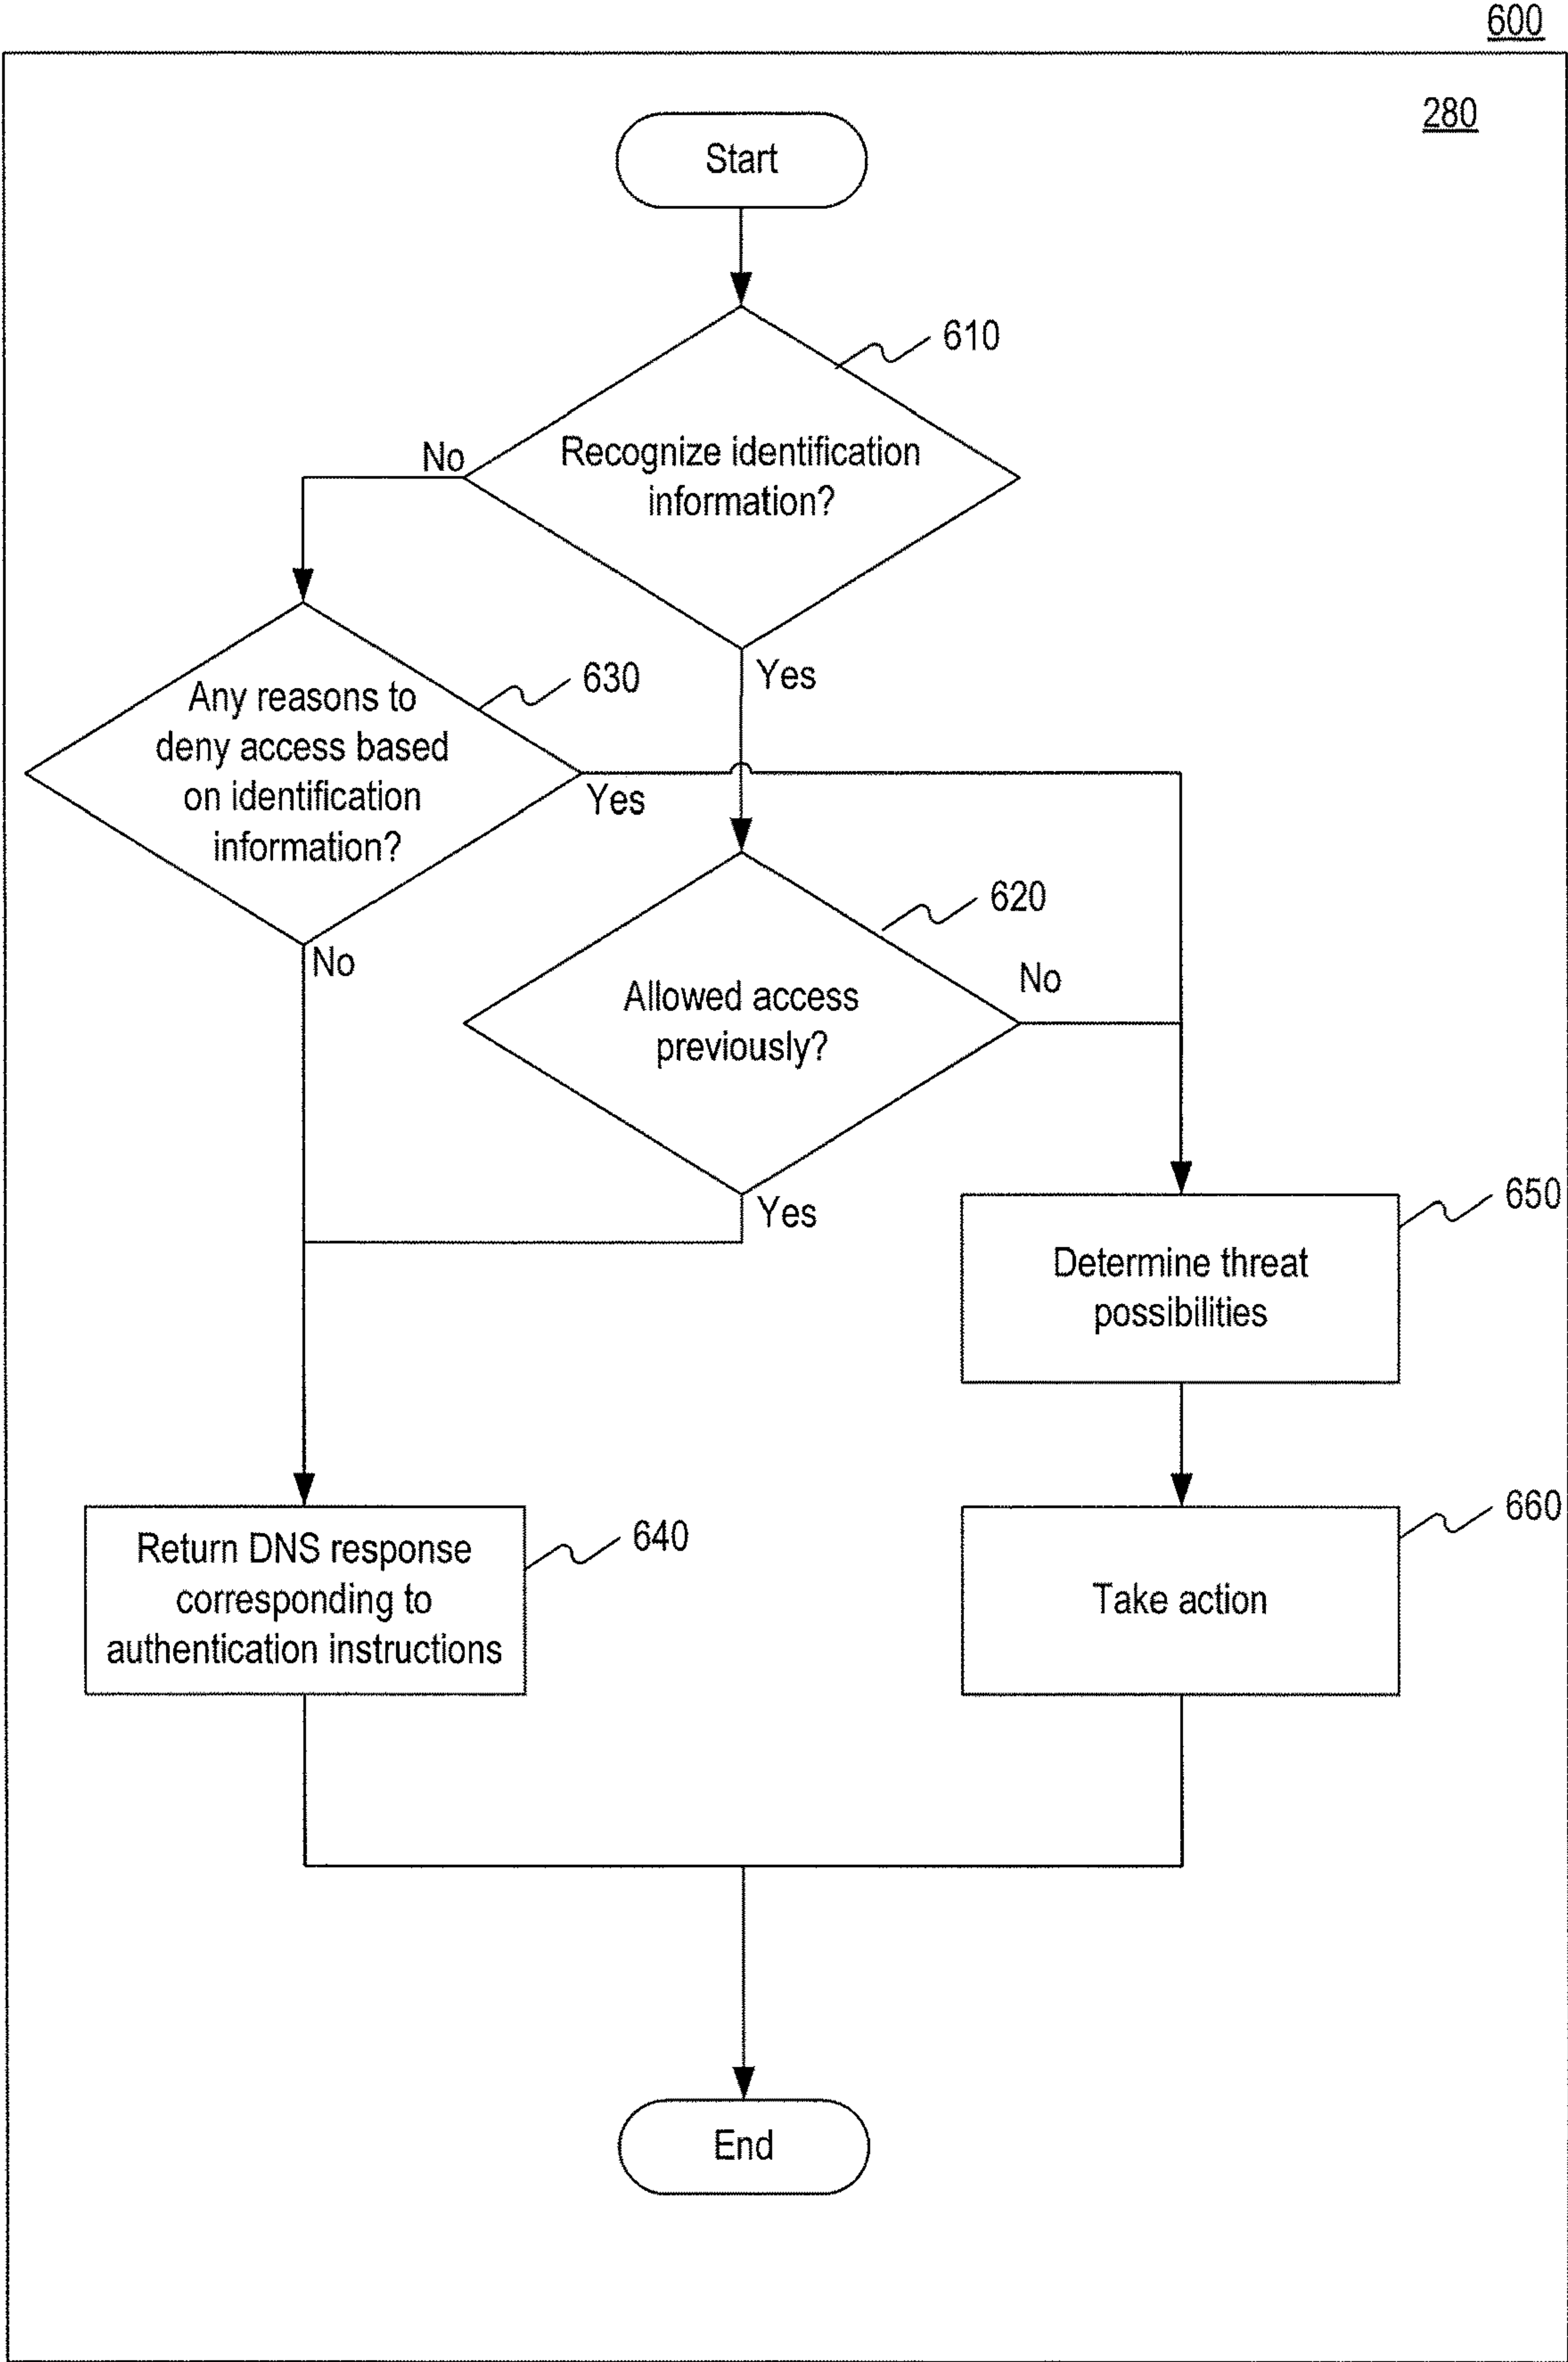 600
280
Start
610
Recognize identification
information?
No
Yes
630
Any reasons to
deny access based
on identification
information?
Yes
No
620
Allowed access
previously?
No
Yes
650
Determine threat
possibilities
640
Return DNS response
corresponding to
authentication instructions
660
Take action
End